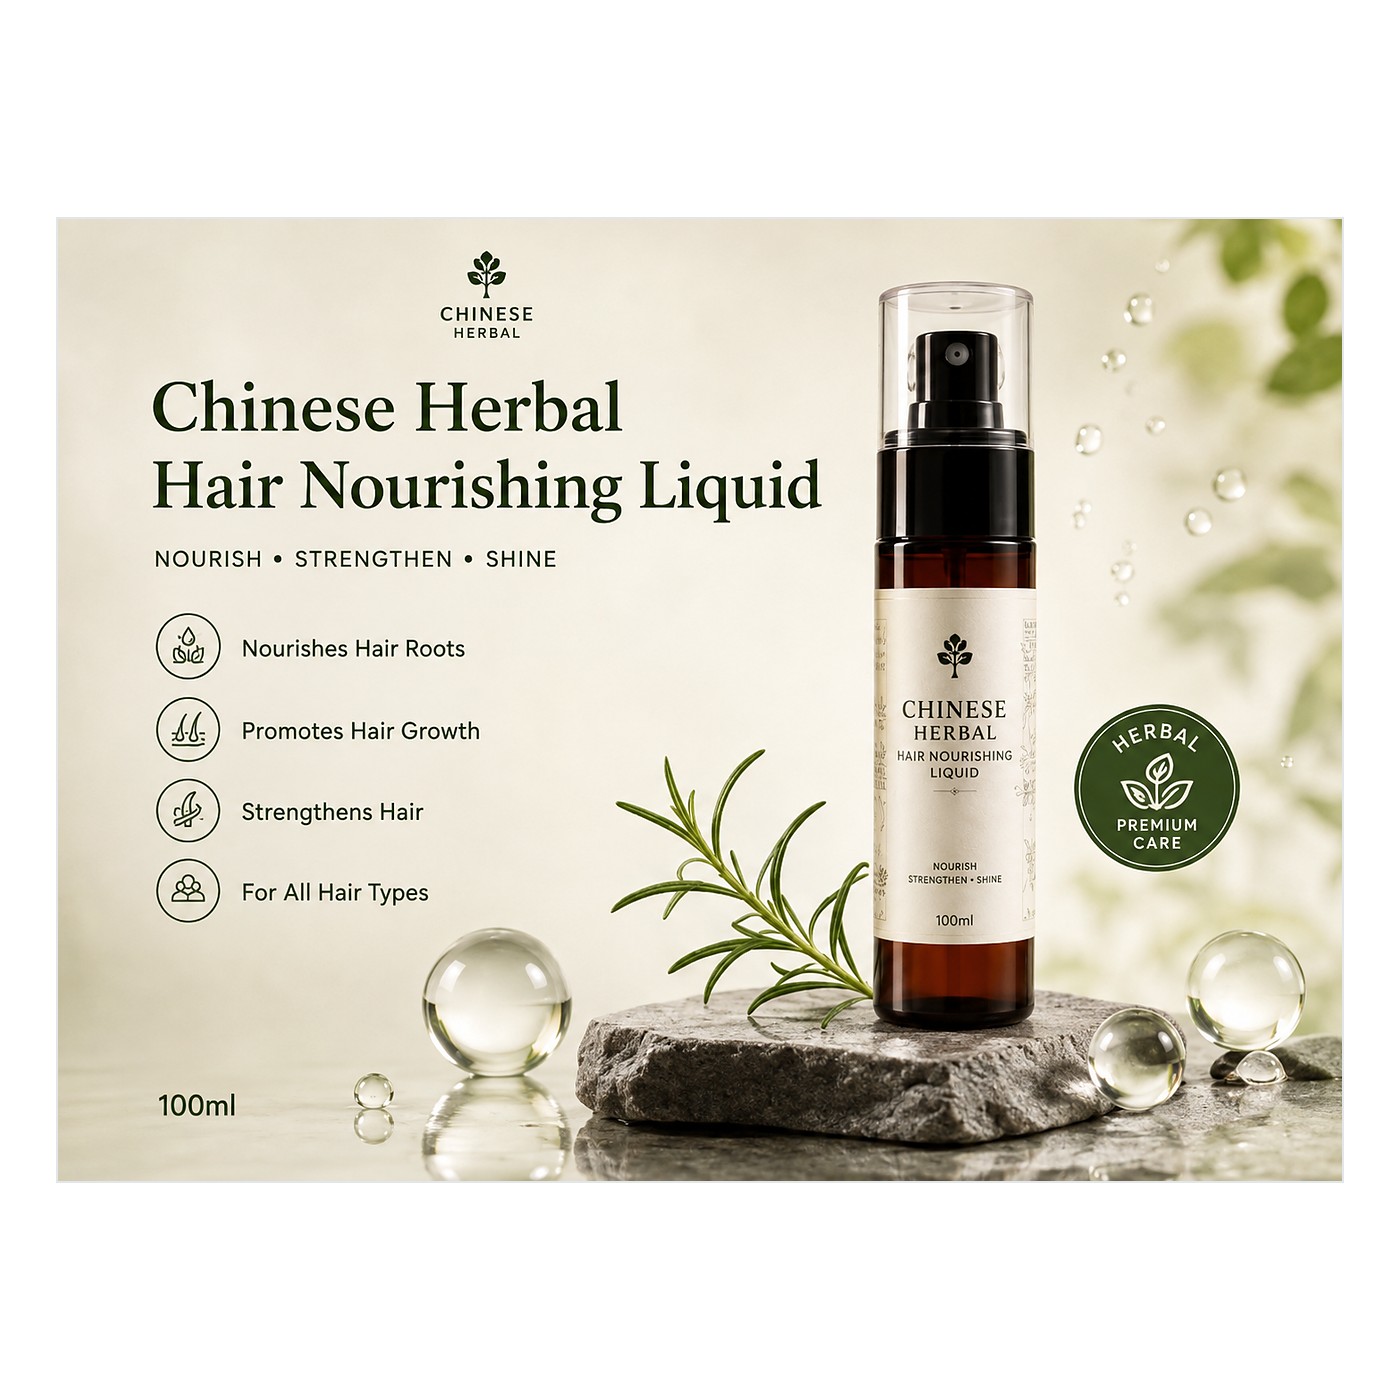 CHINESE
HERBAL
Chinese Herbal
Hair Nourishing Liquid
NOURISH • STRENGTHEN • SHINE
Nourishes Hair Roots
Promotes Hair Growth
Strengthens Hair
For All Hair Types
100ml
CHINESE
HERBAL
HAIR NOURISHING
LIQUID
NOURISH
STRENGTHEN • SHINE
100ml
HERBAL
PREMIUM
CARE